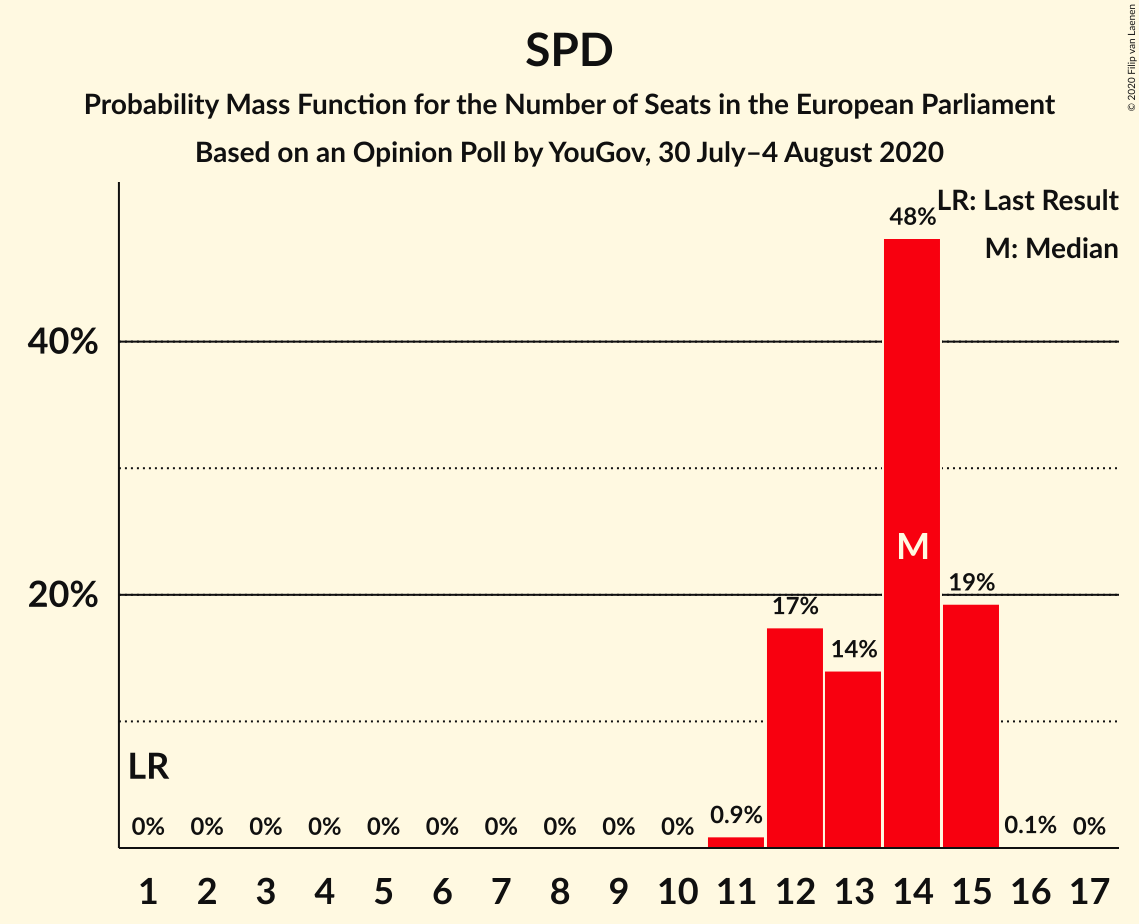 SPD
Probability Mass Function for the Number of Seats in the European Parliament
Based on an Opinion Poll by YouGov, 30 July–4 August 2020
© 2020 Filip van Laenen
LR: Last Result
M: Median
40%
20%
48%
M
19%
17%
14%
LR
0% 0% 0% 0% 0% 0% 0% 0% 0% 0% 0.9% 0.1% 0%
1 2 3 4 5 6 7 8 9 10 11 12 13 14 15 16 17